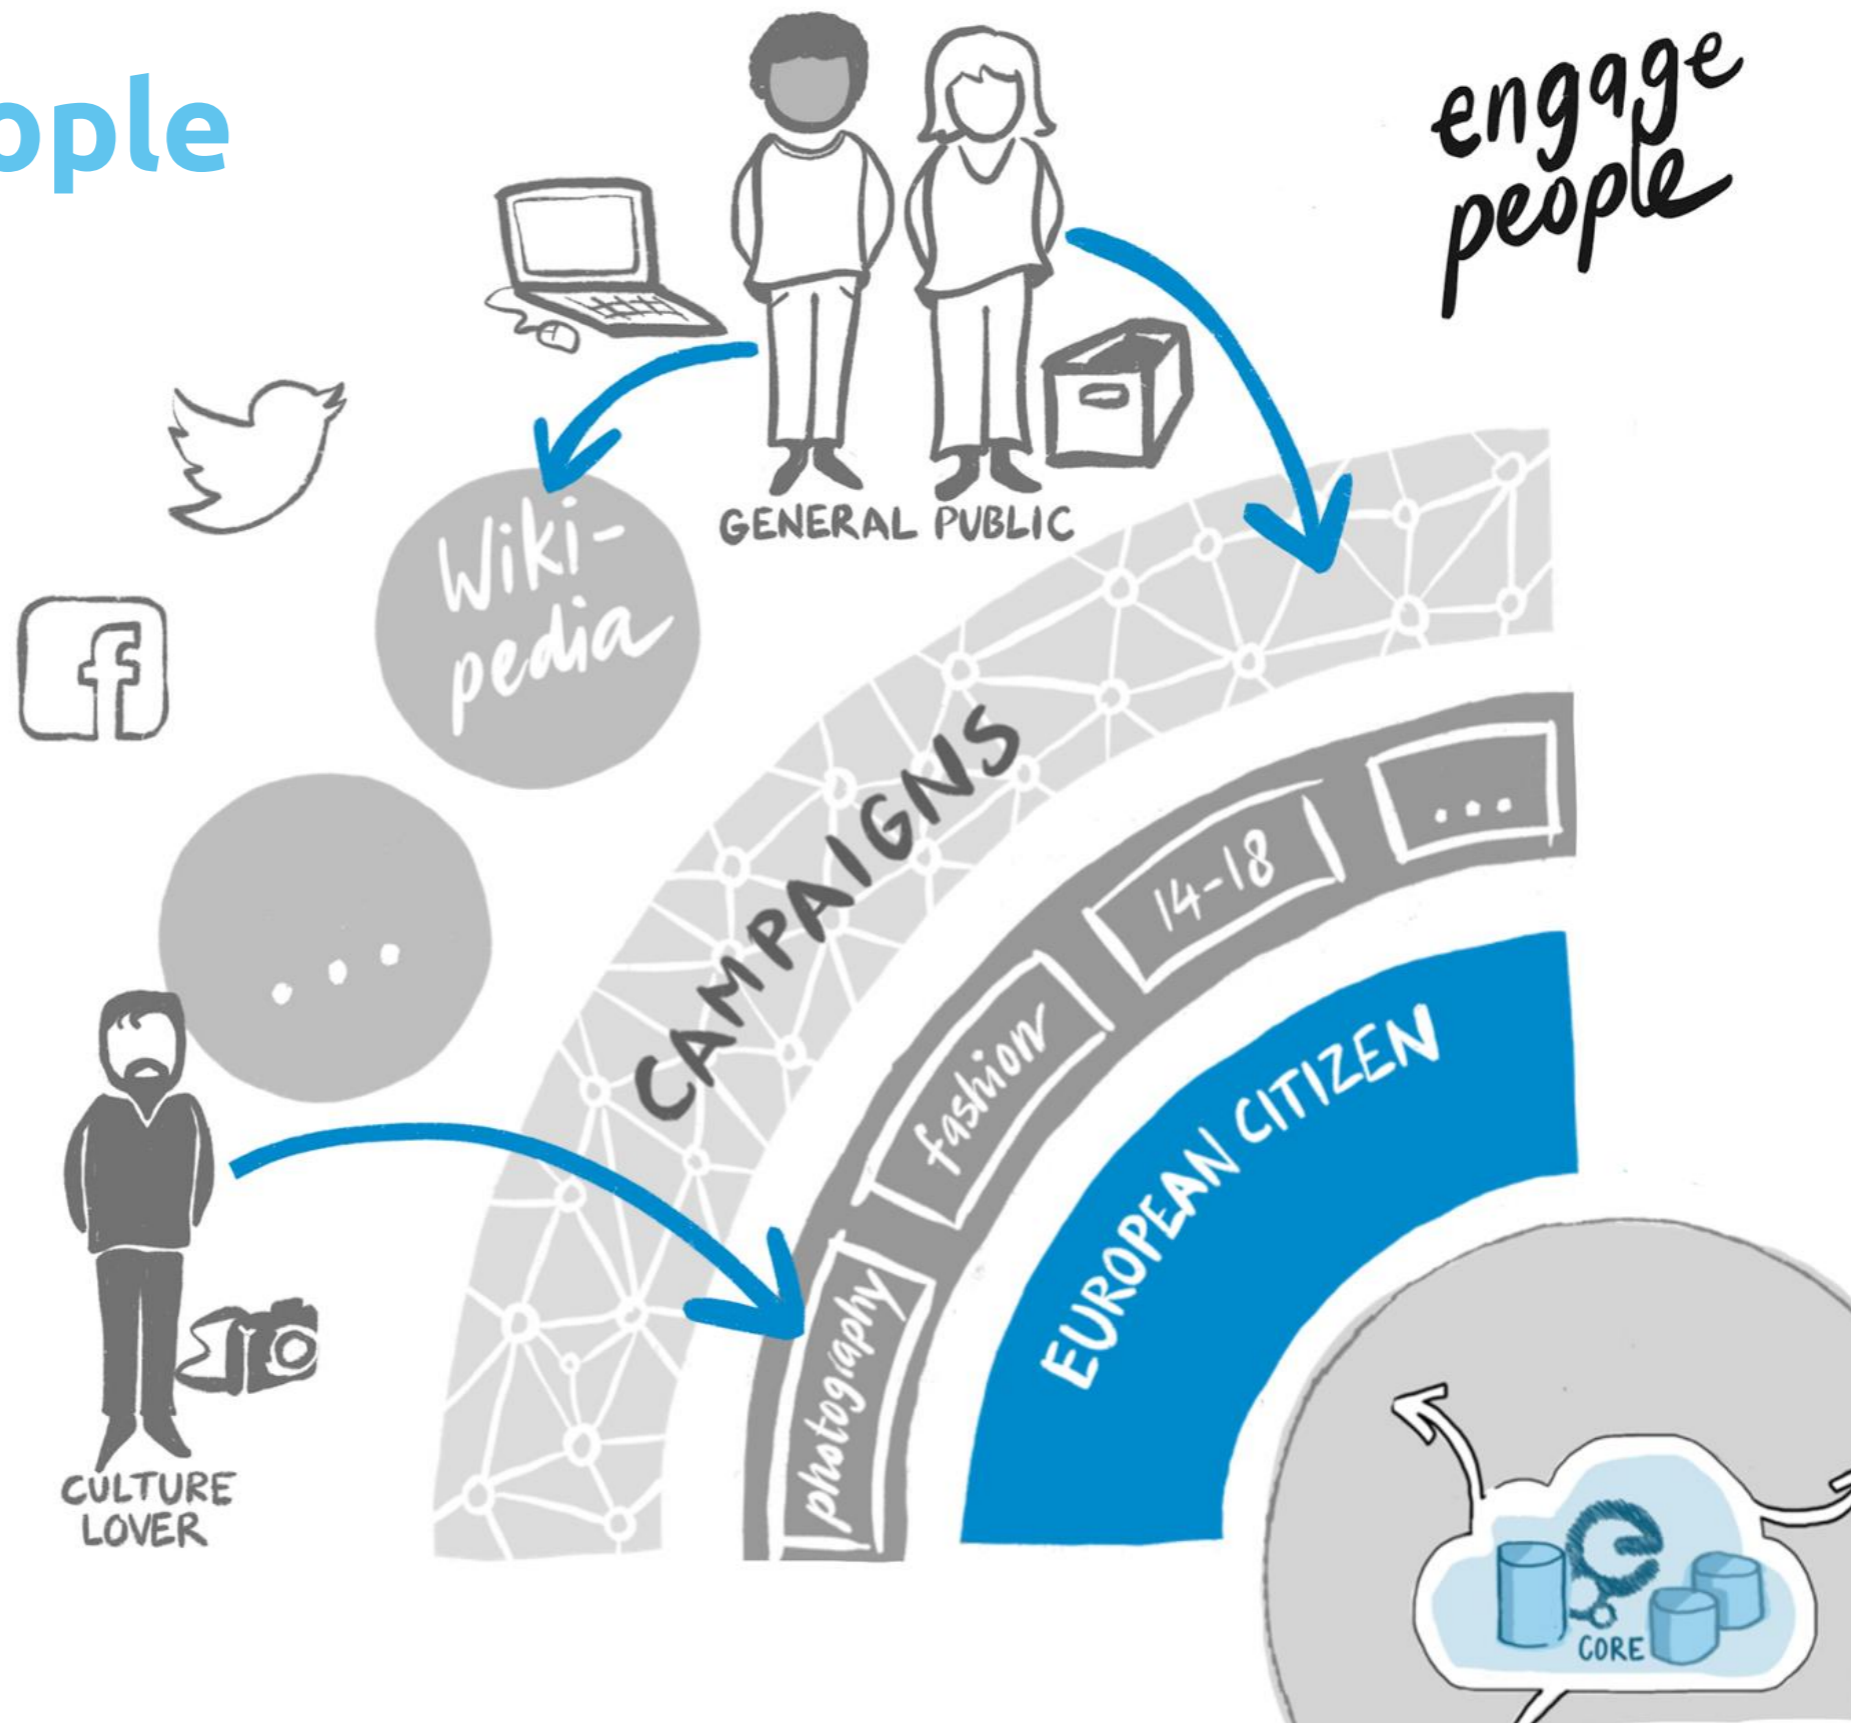 ople
engage
people
GENERAL PUBLIC
Wiki-
pedia
f
...
CAMPAIGNS
...
14-18
fashion
photography
EUROPEAN CITIZEN
CULTURE
LOVER
e
CORE